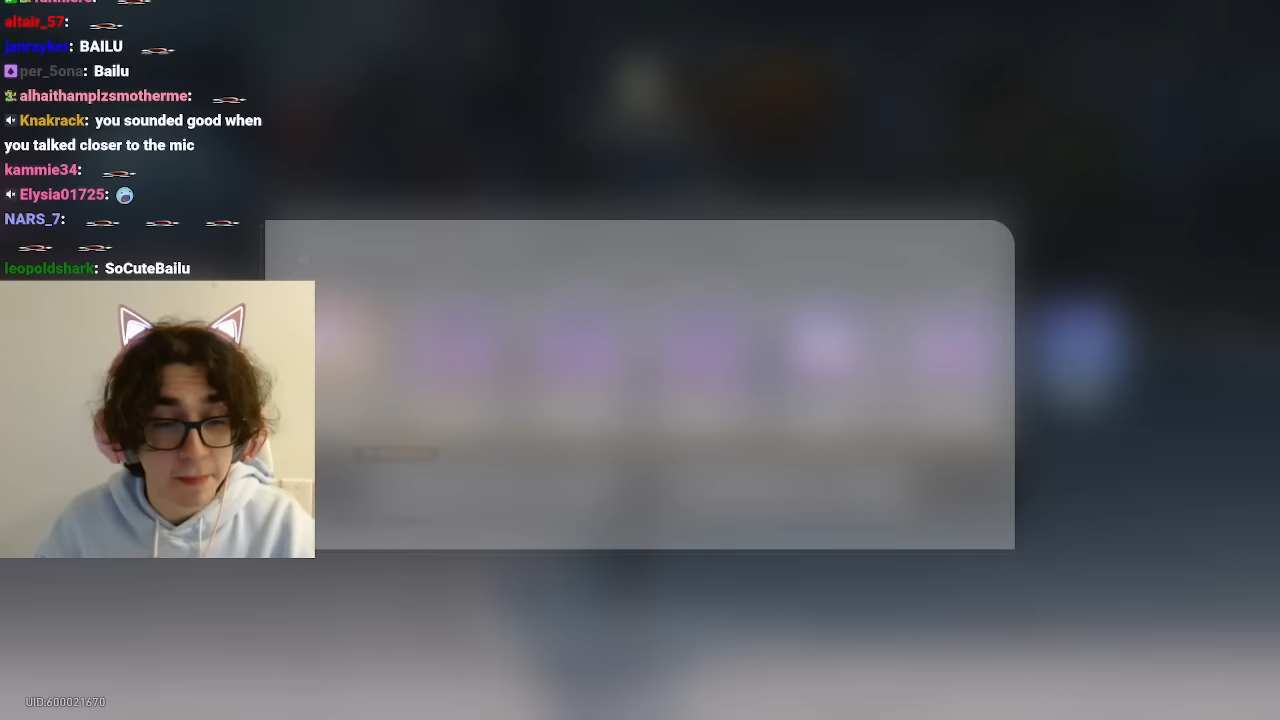 altair_57:
janrayker: BAILU
per_5ona: Bailu
alhaithamplzsmotherme:
Knakrack: you sounded good when
you talked closer to the mic
kammie34:
Elysia01725:
NARS_7:
leopoldshark: SoCuteBailu
UID:600021670